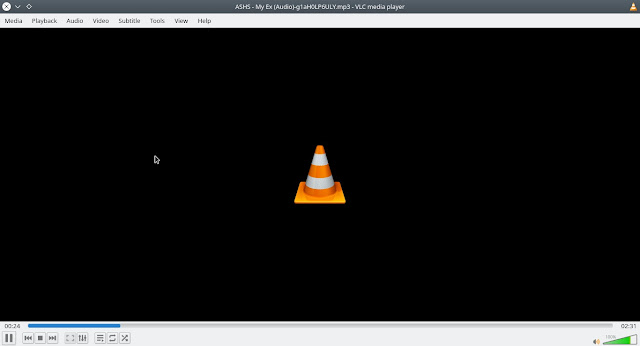 ASHS - My Ex (Audio)-g1aH0LP6ULY.mp3 - VLC media player
Media Playback Audio Video Subtitle Tools View Help
00:24 02:31
100%